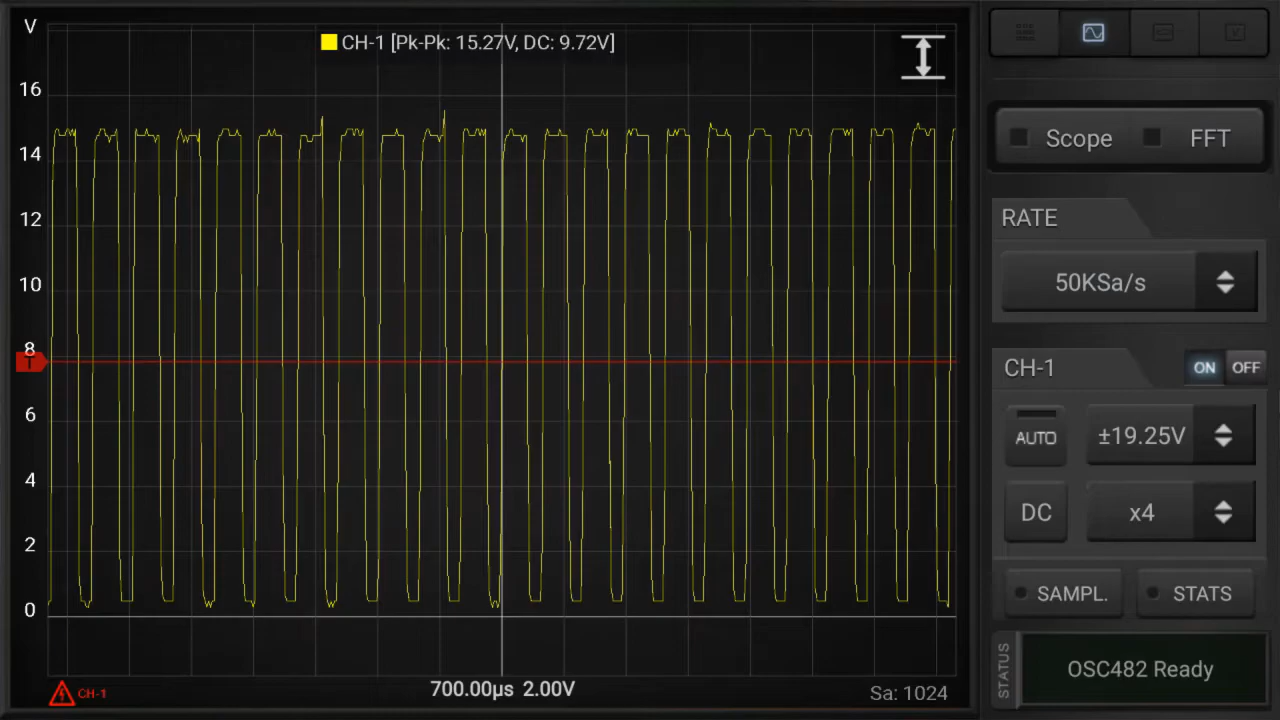 V
CH-1 [Pk-Pk: 15.27V, DC: 9.72V]
16
14
12
10
8
T
6
4
2
0
CH-1
700.00µs 2.00V
Sa: 1024
Scope
FFT
RATE
50KSa/s
CH-1
ON OFF
AUTO
±19.25V
DC
x4
SAMPL.
STATS
STATUS
OSC482 Ready